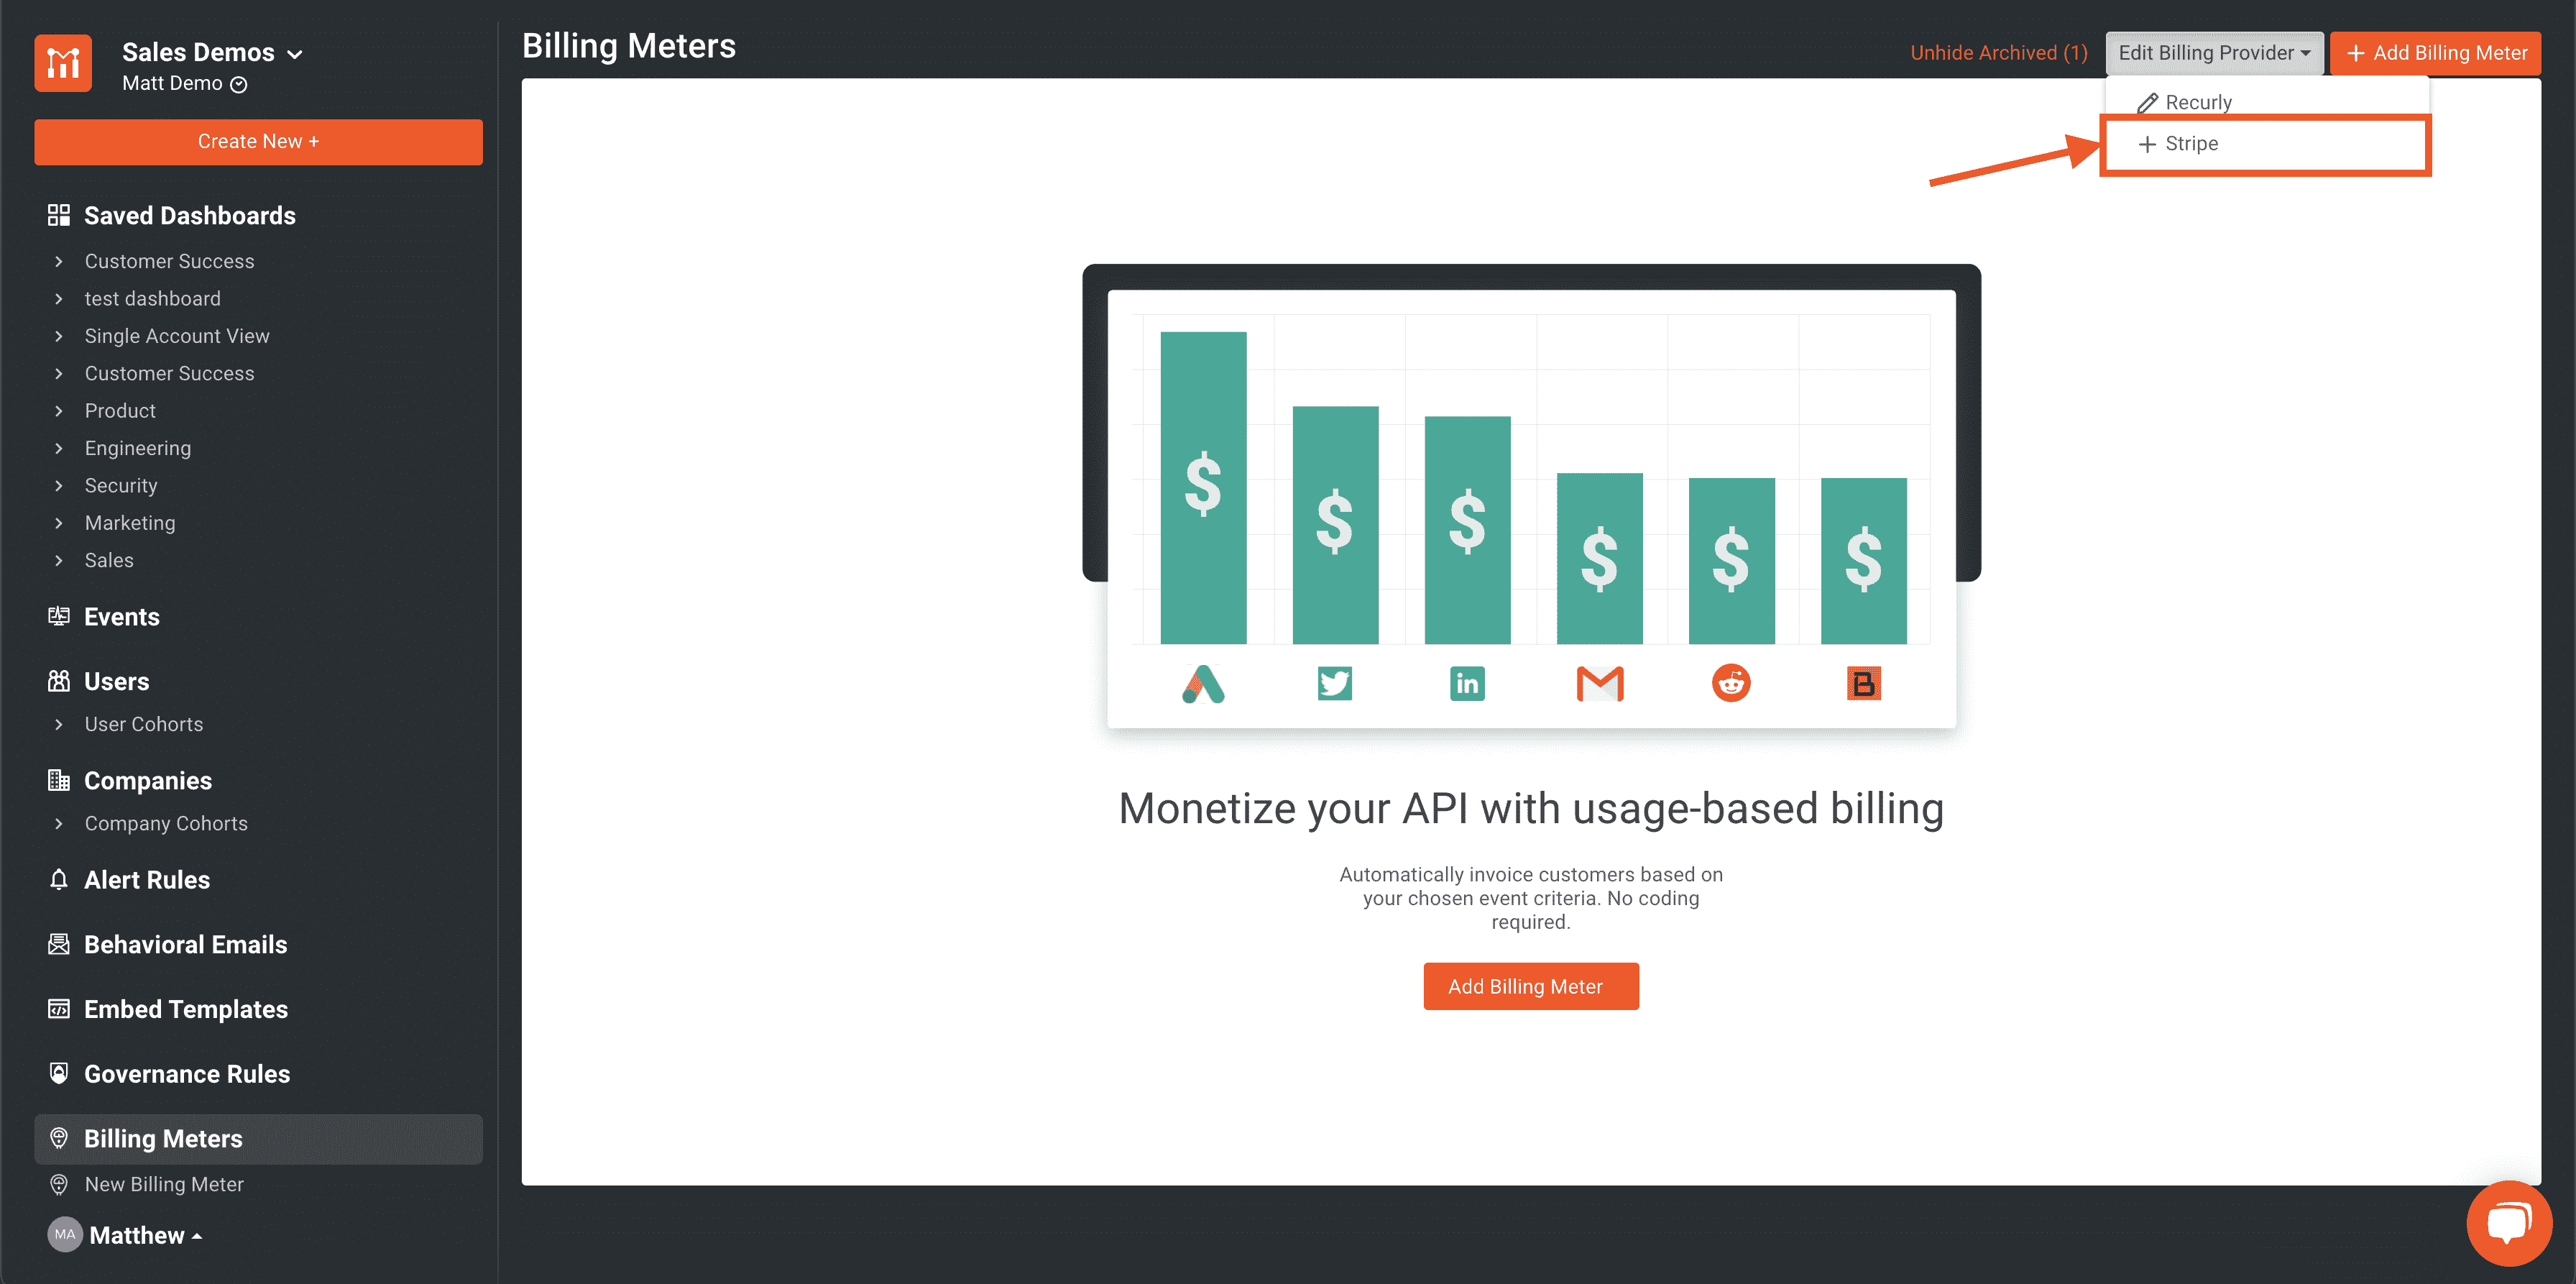 Sales Demos
Matt Demo
Create New +
Saved Dashboards
Customer Success
test dashboard
Single Account View
Customer Success
Product
Engineering
Security
Marketing
Sales
Events
Users
User Cohorts
Companies
Company Cohorts
Alert Rules
Behavioral Emails
Embed Templates
Governance Rules
Billing Meters
New Billing Meter
MA Matthew
Billing Meters
Unhide Archived (1)
Edit Billing Provider
+ Add Billing Meter
Recurly
+ Stripe
$ $ $ $ $ $
in B
Monetize your API with usage-based billing
Automatically invoice customers based on
your chosen event criteria. No coding
required.
Add Billing Meter